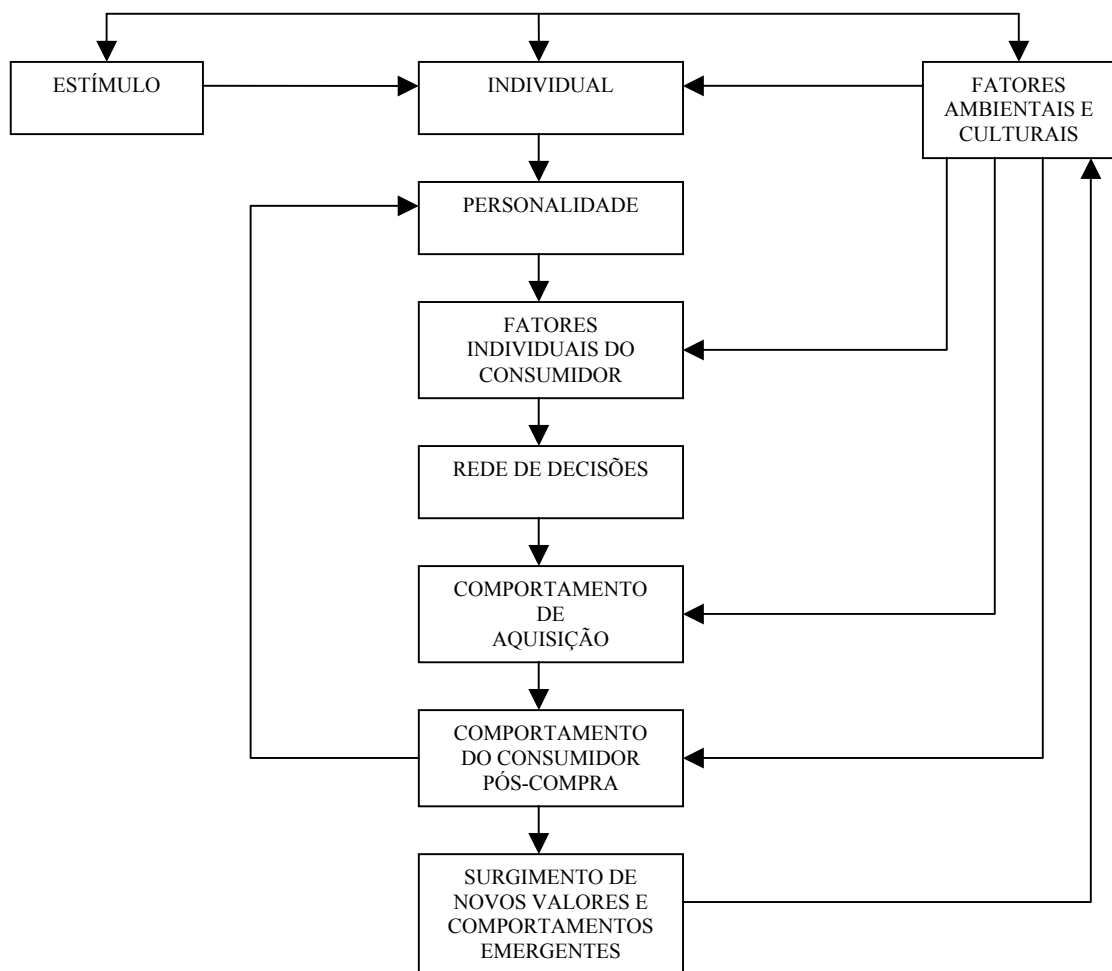 ESTÍMULO
INDIVIDUAL
FATORES
AMBIENTAIS E
CULTURAIS
PERSONALIDADE
FATORES
INDIVIDUAIS DO
CONSUMIDOR
REDE DE DECISÕES
COMPORTAMENTO
DE
AQUISIÇÃO
COMPORTAMENTO
DO CONSUMIDOR
PÓS-COMPRA
SURGIMENTO DE
NOVOS VALORES E
COMPORTAMENTOS
EMERGENTES